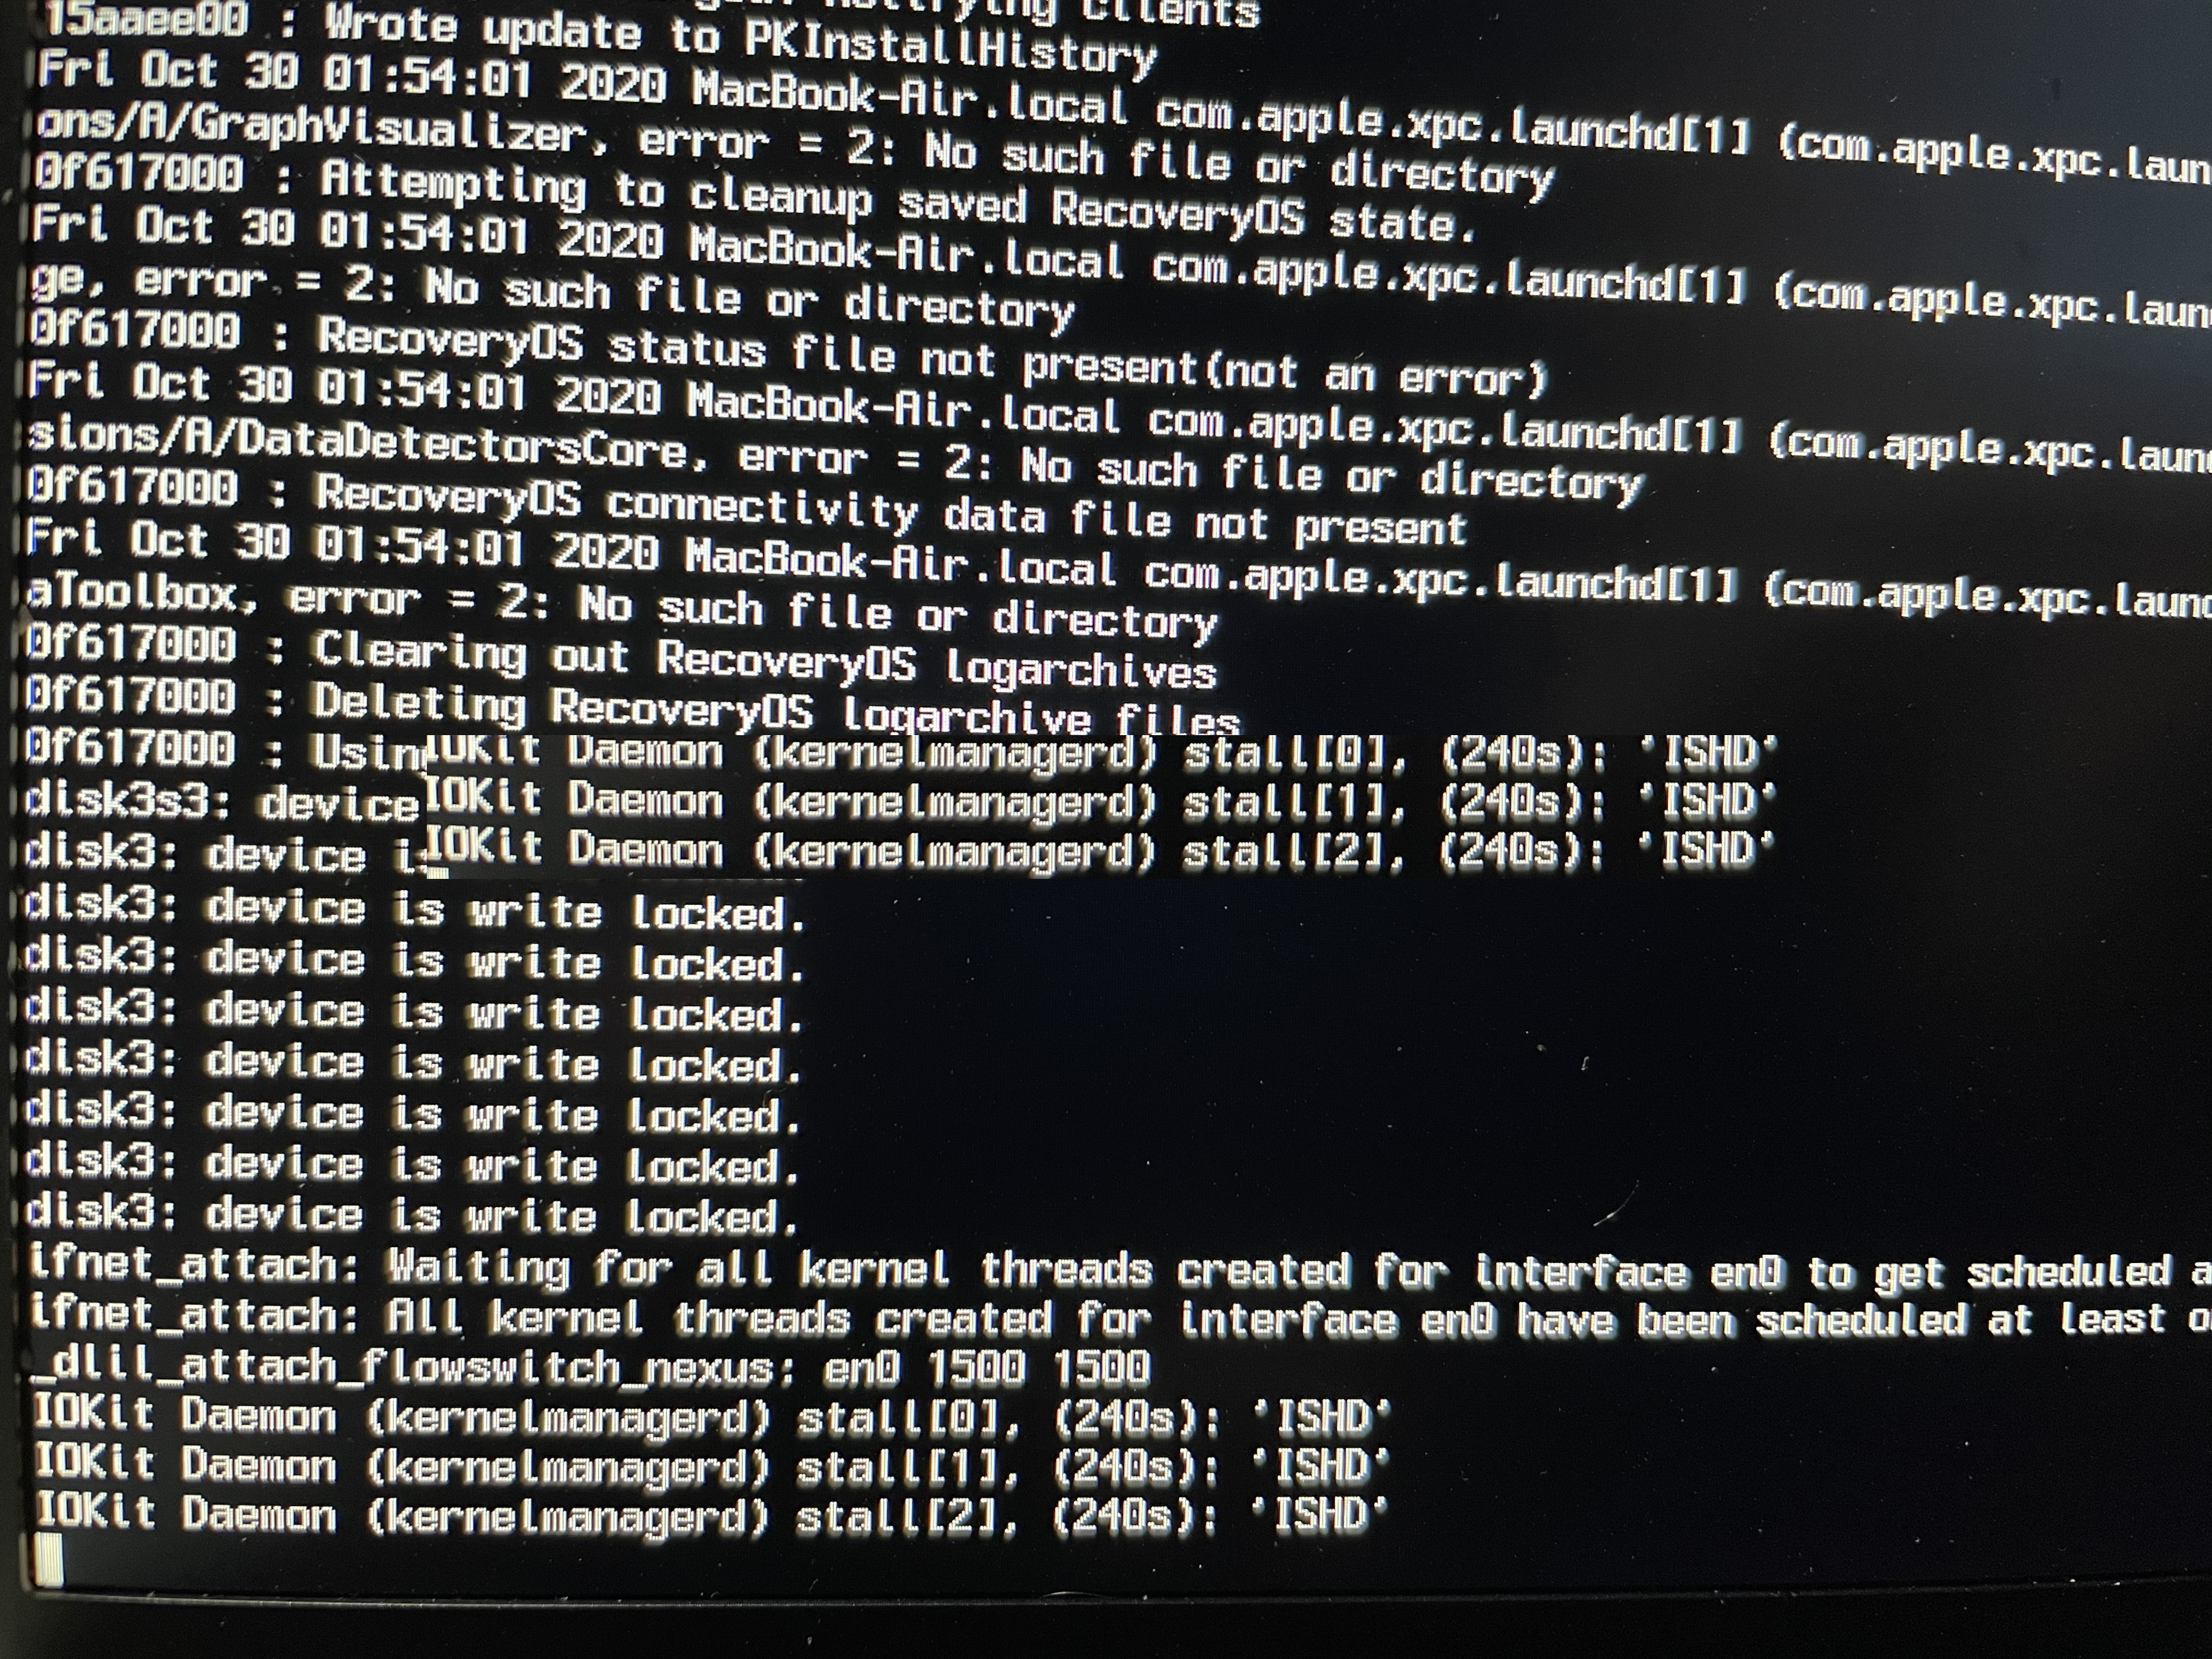 notifying clients
15aaee00 : Wrote update to PKInstallHistory
Fri Oct 30 01:54:01 2020 MacBook-Air.local com.apple.xpc.launchd[1] (com.apple.xpc.laun
ons/A/GraphVisualizer, error = 2: No such file or directory
0f617000 : Attempting to cleanup saved RecoveryOS state.
Fri Oct 30 01:54:01 2020 MacBook-Air.local com.apple.xpc.launchd[1] (com.apple.xpc.laun
ge, error = 2: No such file or directory
0f617000 : RecoveryOS status file not present(not an error)
Fri Oct 30 01:54:01 2020 MacBook-Air.local com.apple.xpc.launchd[1] (com.apple.xpc.laun
sions/A/DataDetectorsCore, error = 2: No such file or directory
0f617000 : RecoveryOS connectivity data file not present
Fri Oct 30 01:54:01 2020 MacBook-Air.local com.apple.xpc.launchd[1] (com.apple.xpc.laun
aToolbox, error = 2: No such file or directory
0f617000 : Clearing out RecoveryOS logarchives
0f617000 : Deleting RecoveryOS logarchive files
0f617000 : Using IOKit Daemon (kernelmanagerd) stall[0], (240s): 'ISHD'
disk3s3: device IOKit Daemon (kernelmanagerd) stall[1], (240s): 'ISHD'
disk3: device i IOKit Daemon (kernelmanagerd) stall[2], (240s): 'ISHD'
disk3: device is write locked.
disk3: device is write locked.
disk3: device is write locked.
disk3: device is write locked.
disk3: device is write locked.
disk3: device is write locked.
disk3: device is write locked.
ifnet_attach: Waiting for all kernel threads created for interface en0 to get scheduled a
ifnet_attach: All kernel threads created for interface en0 have been scheduled at least o
_dlil_attach_flowswitch_nexus: en0 1500 1500
IOKit Daemon (kernelmanagerd) stall[0], (240s): 'ISHD'
IOKit Daemon (kernelmanagerd) stall[1], (240s): 'ISHD'
IOKit Daemon (kernelmanagerd) stall[2], (240s): 'ISHD'